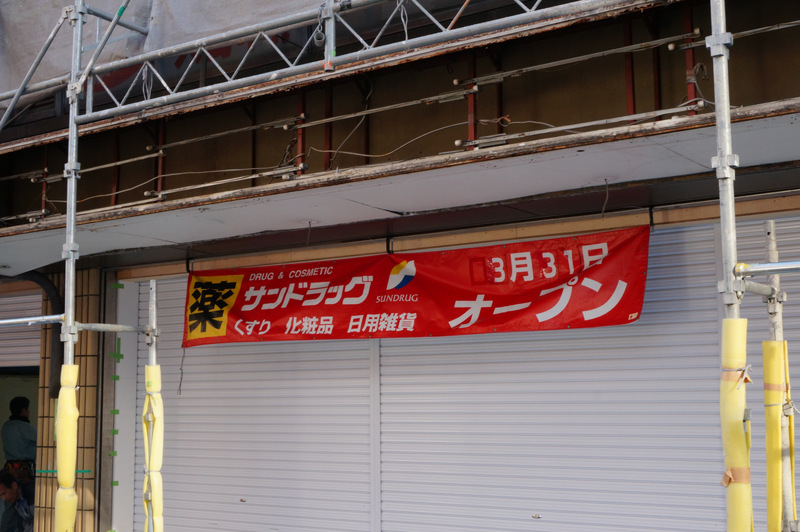 薬
DRUG & COSMETIC
サンドラッグ
SUNDRUG
くすり 化粧品 日用雑貨
3月31日
オープン